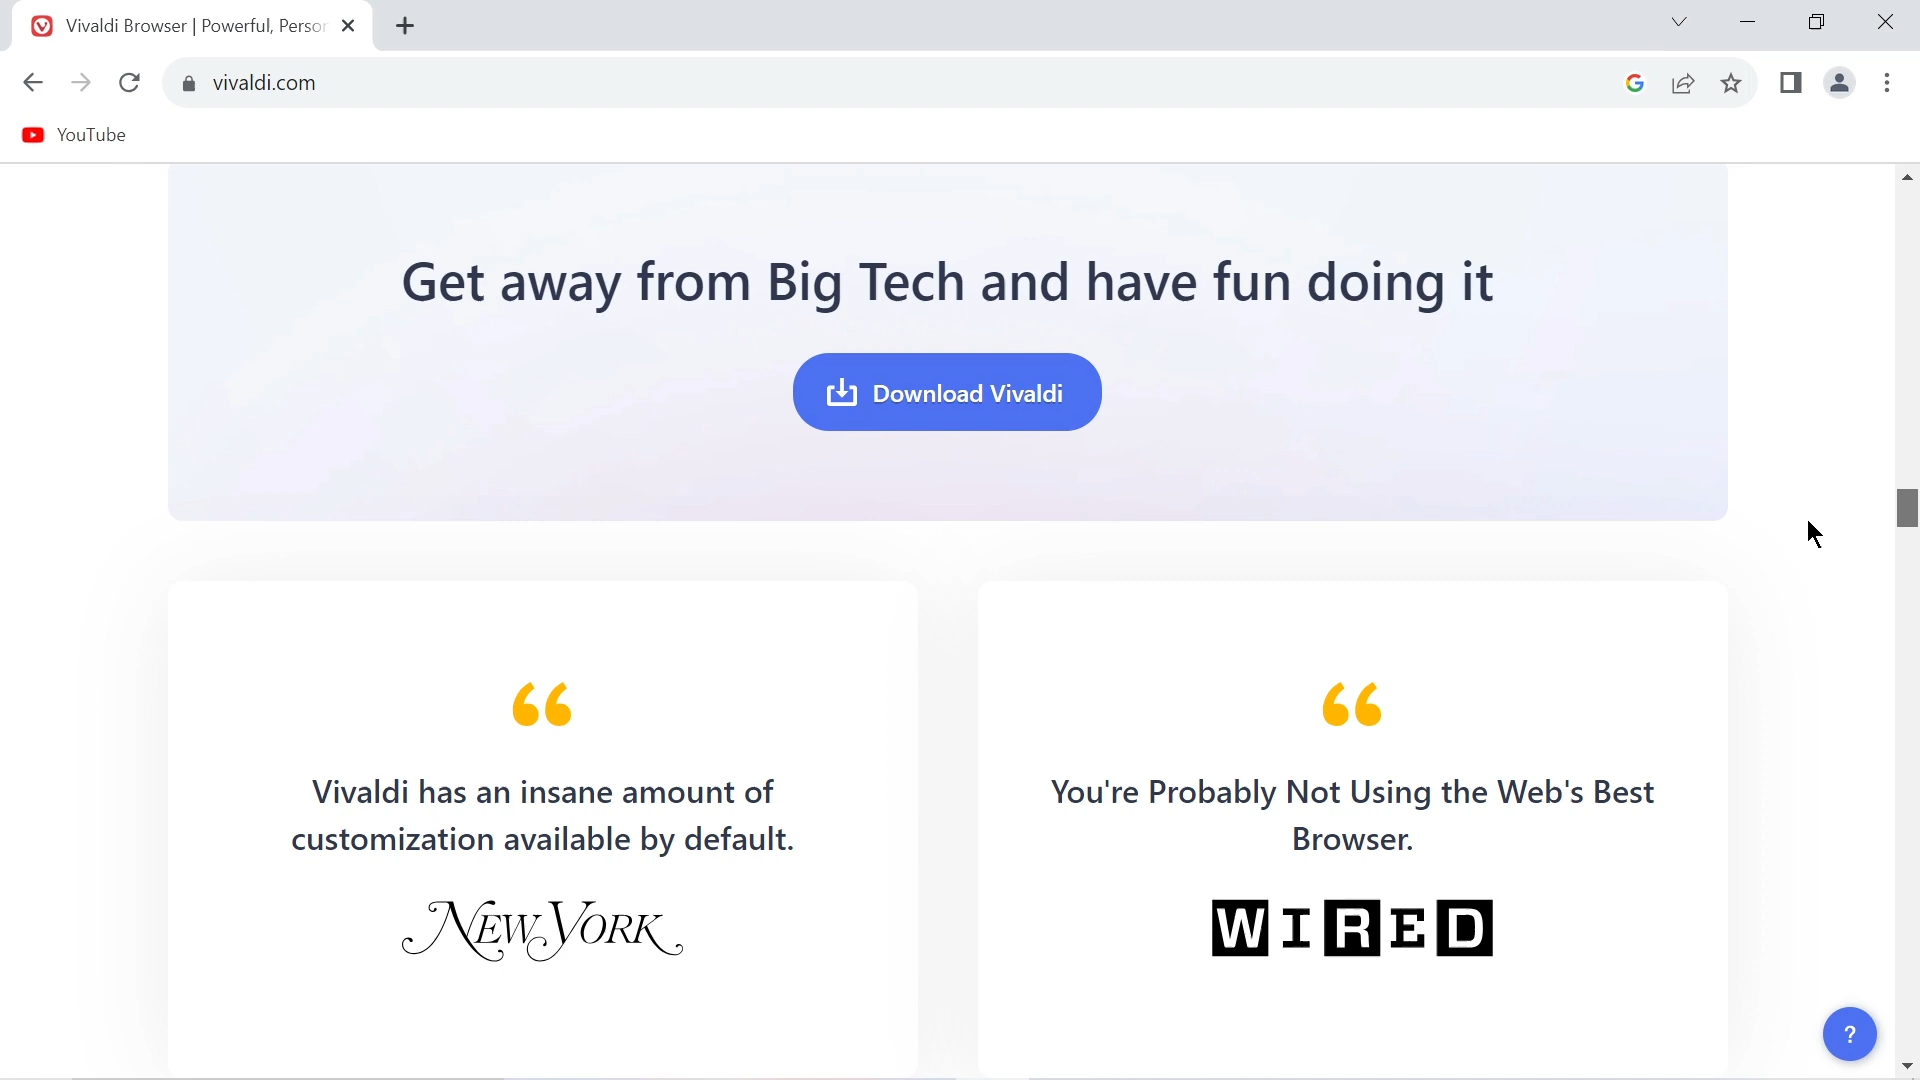 Vivaldi Browser | Powerful, Person
vivaldi.com
YouTube
Get away from Big Tech and have fun doing it
Download Vivaldi
“
Vivaldi has an insane amount of
customization available by default.
NEW YORK
“
You're Probably Not Using the Web's Best
Browser.
WIRED
?